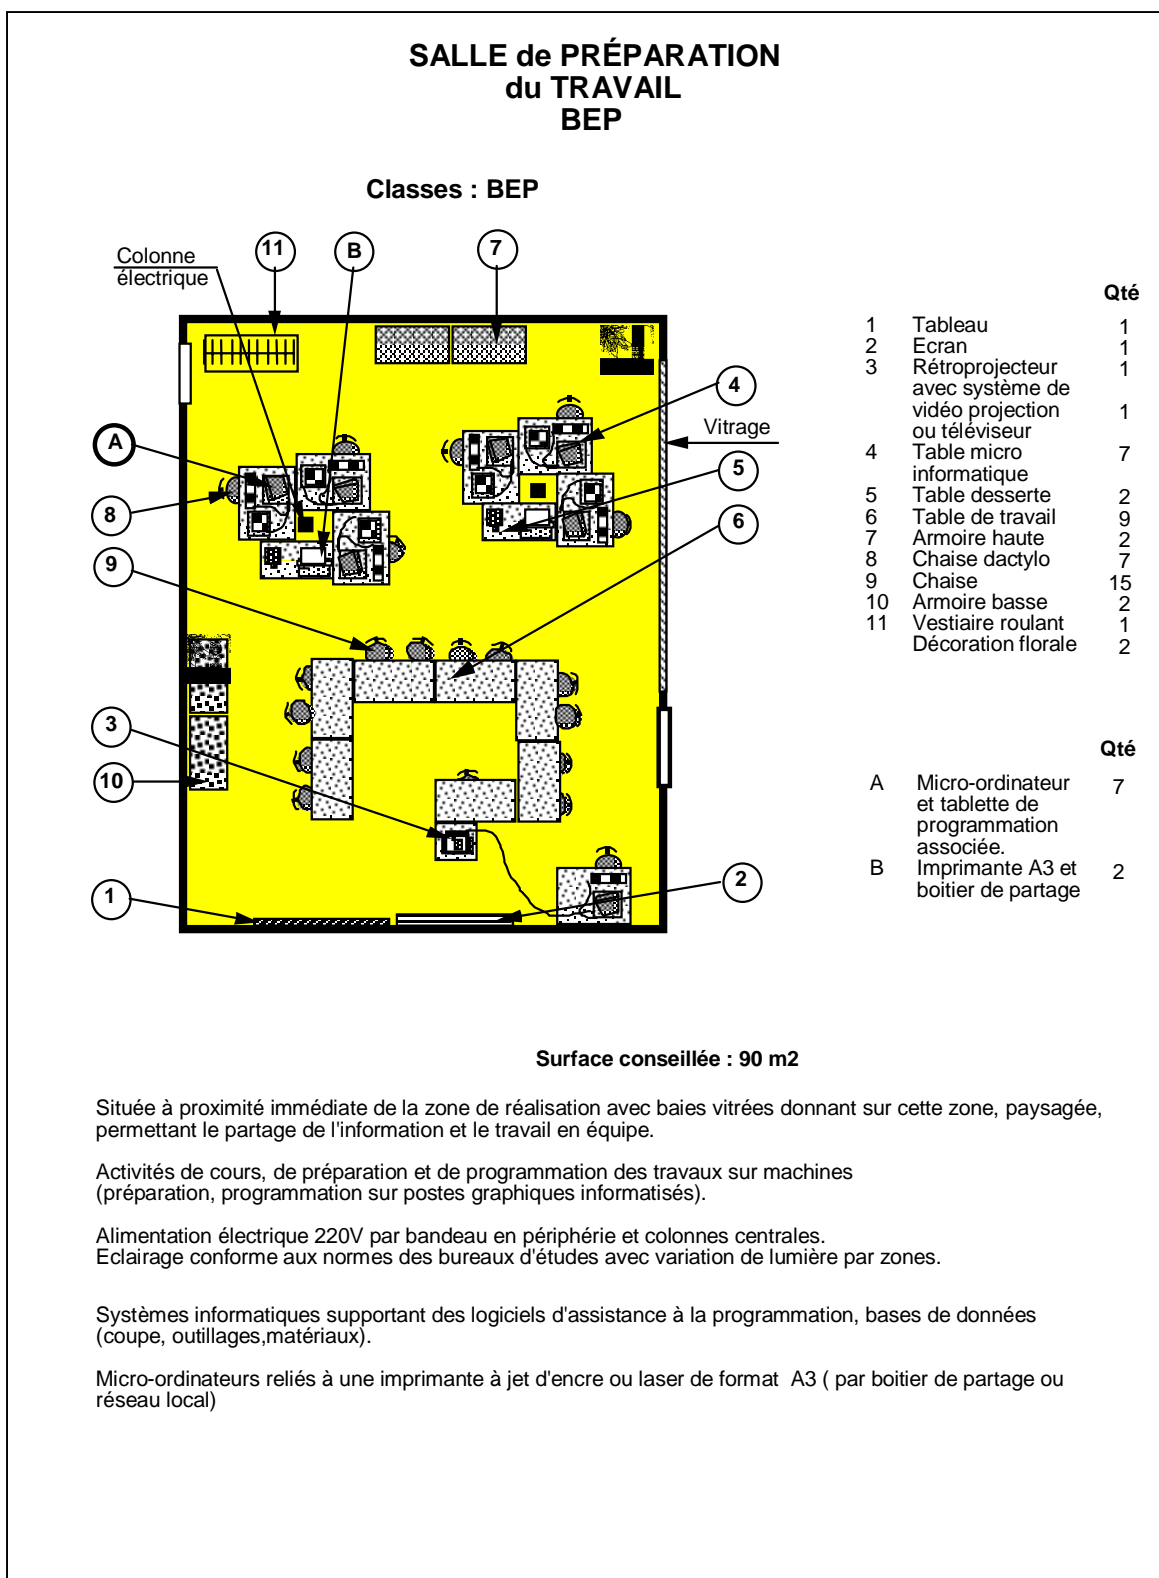 SALLE de PRÉPARATION
du TRAVAIL
BEP
Classes : BEP
Colonne
électrique
11
B
7
A
8
9
3
10
1
4
Vitrage
5
6
2
Qté
1 Tableau 1
2 Ecran 1
3 Rétroprojecteur 1
avec système de
vidéo projection 1
ou téléviseur
4 Table micro 7
informatique
5 Table desserte 2
6 Table de travail 9
7 Armoire haute 2
8 Chaise dactylo 7
9 Chaise 15
10 Armoire basse 2
11 Vestiaire roulant 1
Décoration florale 2
Qté
A Micro-ordinateur 7
et tablette de
programmation
associée.
B Imprimante A3 et 2
boitier de partage
Surface conseillée : 90 m2
Située à proximité immédiate de la zone de réalisation avec baies vitrées donnant sur cette zone, paysagée,
permettant le partage de l'information et le travail en équipe.
Activités de cours, de préparation et de programmation des travaux sur machines
(préparation, programmation sur postes graphiques informatisés).
Alimentation électrique 220V par bandeau en périphérie et colonnes centrales.
Eclairage conforme aux normes des bureaux d'études avec variation de lumière par zones.
Systèmes informatiques supportant des logiciels d'assistance à la programmation, bases de données
(coupe, outillages,matériaux).
Micro-ordinateurs reliés à une imprimante à jet d'encre ou laser de format A3 ( par boitier de partage ou
réseau local)